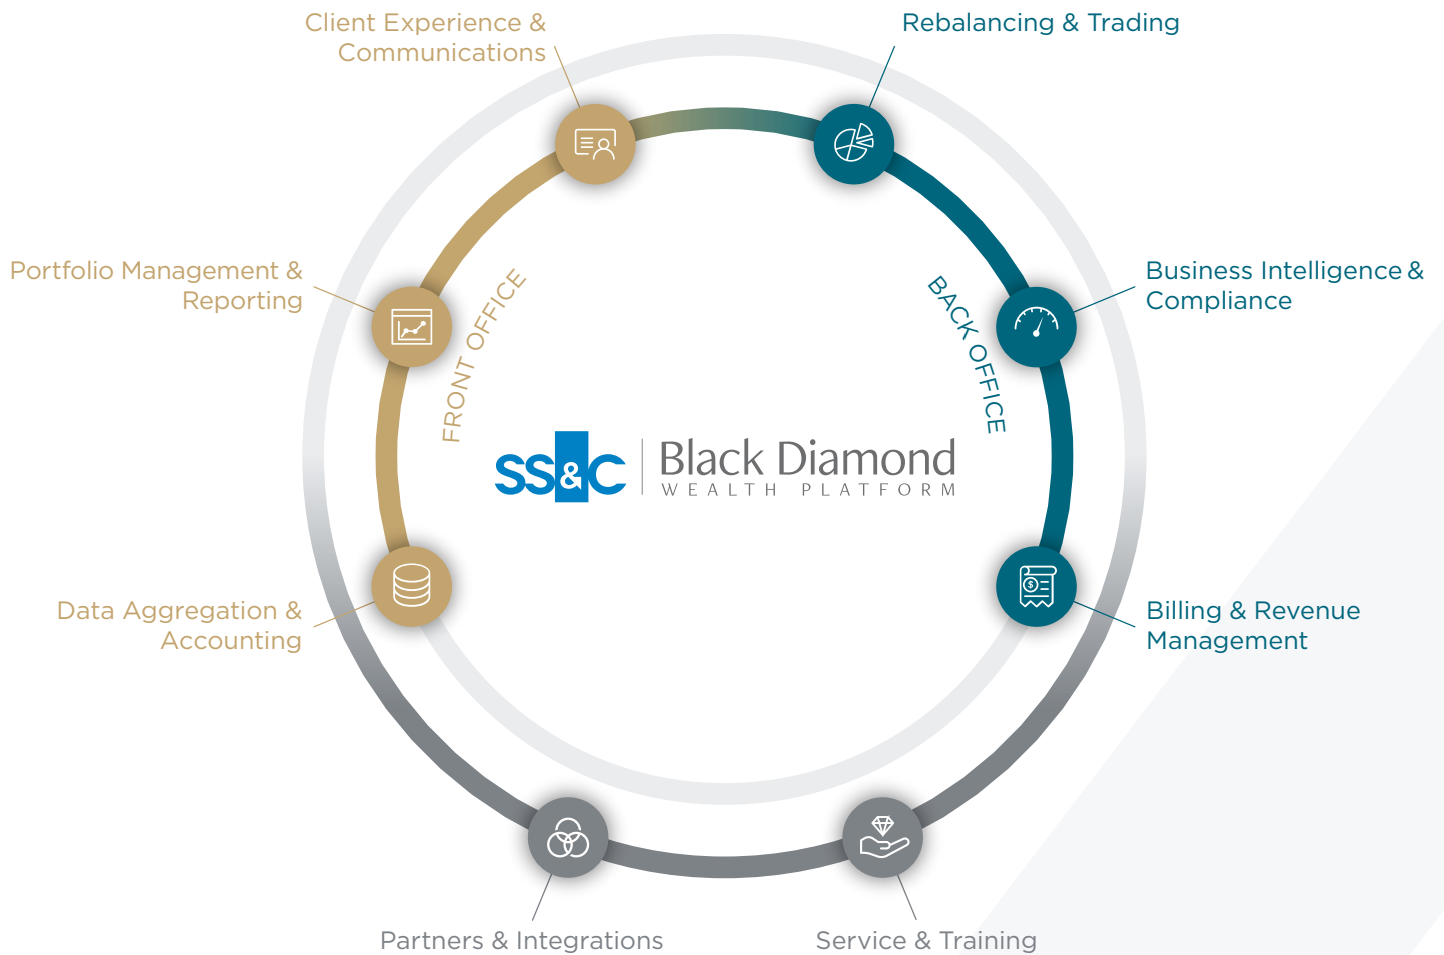 Client Experience &
Communications
Rebalancing & Trading
Portfolio Management &
Reporting
Business Intelligence &
Compliance
FRONT OFFICE
BACK OFFICE
SS&C
Black Diamond
WEALTH PLATFORM
$
Data Aggregation &
Accounting
Billing & Revenue
Management
Partners & Integrations
Service & Training